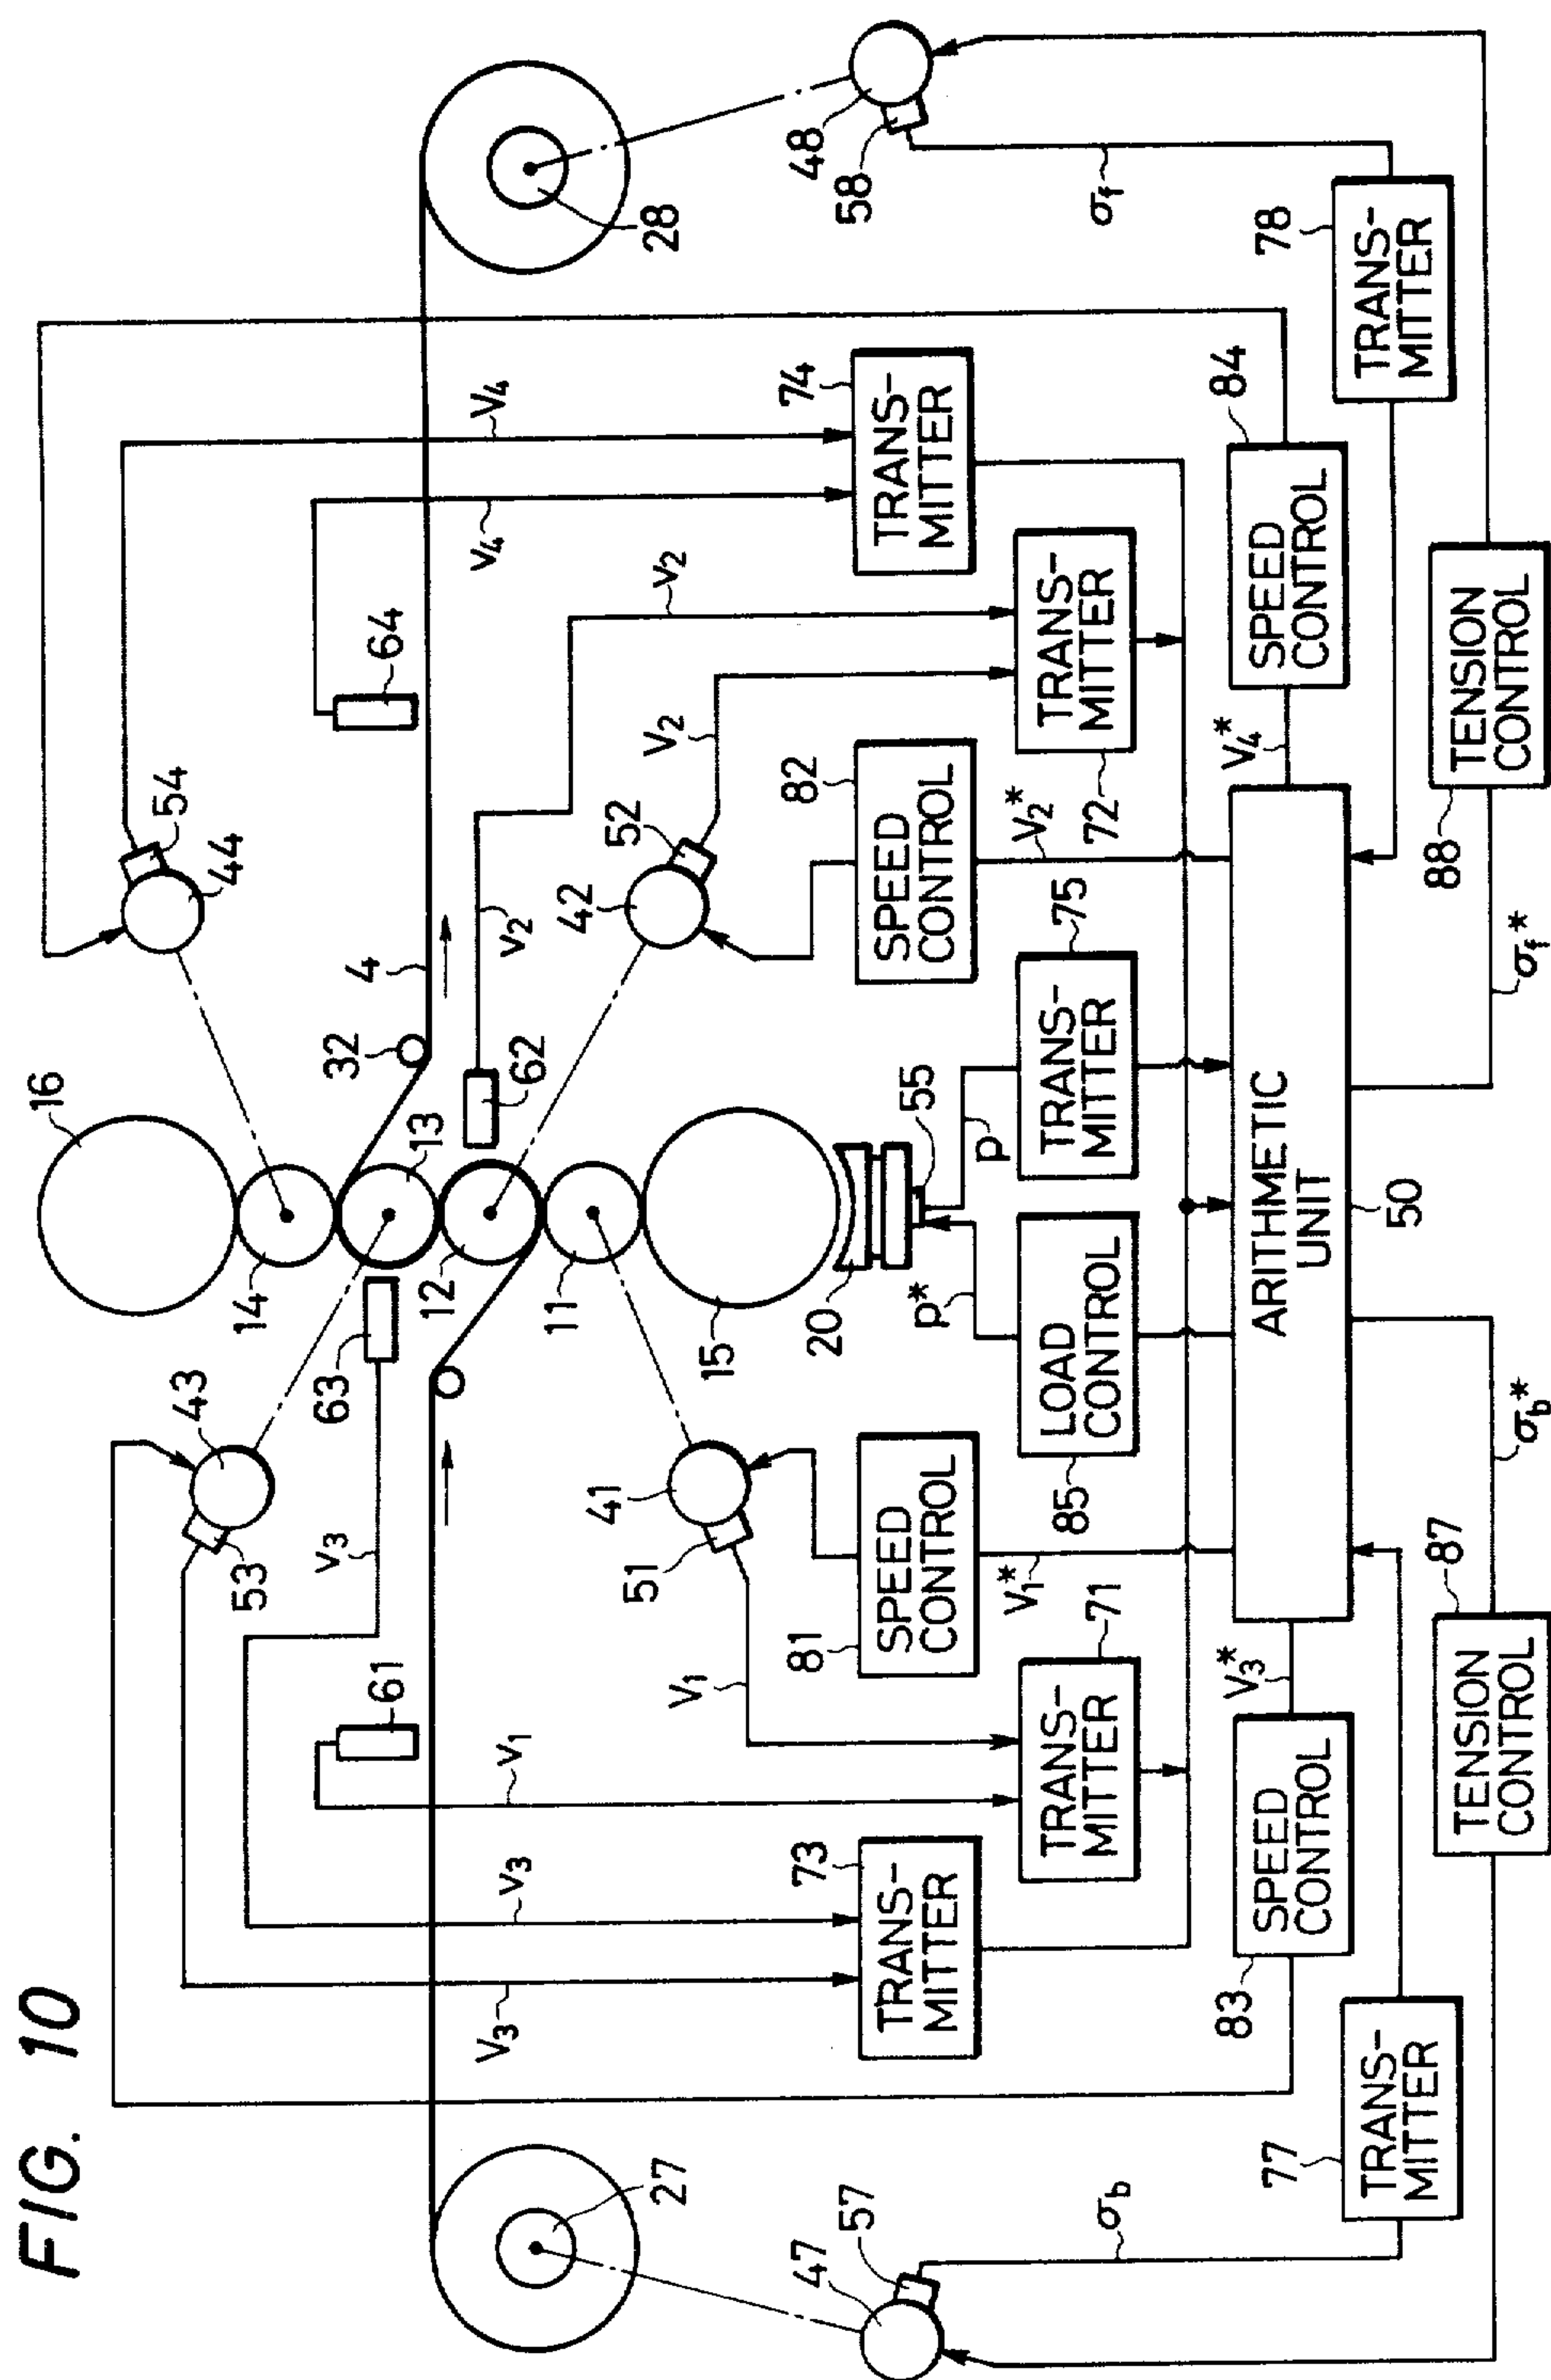 FIG. 10
16
53
43
14
44
54
63
13
32
64
61
v3
12
4
62
11
v2
V3
v3
v1
v4
V4
27
V1
51
41
15
42
52
V2
v2
28
47
57
73
81
20
55
82
74
48
58
TRANS-
MITTER
SPEED
CONTROL
P*
P
SPEED
CONTROL
TRANS-
MITTER
71
V1*
85
75
V2*
72
TRANS-
MITTER
LOAD
CONTROL
TRANS-
MITTER
TRANS-
MITTER
σb
σf
83
V3*
V4*
84
SPEED
CONTROL
ARITHMETIC
UNIT
SPEED
CONTROL
77
78
TRANS-
MITTER
87
50
88
TRANS-
MITTER
TENSION
CONTROL
σb*
σf*
TENSION
CONTROL